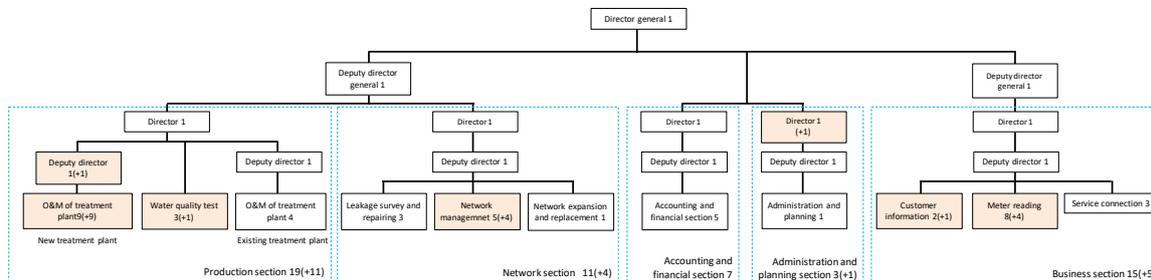 Director general 1
Deputy director
general 1
Deputy director
general 1
Director 1
Director 1
Director 1
Director 1
(+1)
Director 1
Deputy director
1(+1)
Deputy director 1
Deputy director 1
Deputy director 1
Deputy director 1
Deputy director 1
O&M of treatment
plant9(+9)
Water quality test
3(+1)
O&M of treatment
plant 4
Leakage survey and
repairing 3
Network
managemnet 5(+4)
Network expansion
and replacement 1
Accounting and
financial section 5
Administration and
planning 1
Customer
information 2(+1)
Meter reading
8(+4)
Service connection 3
New treatment plant
Existing treatment plant
Production section 19(+11)
Network section 11(+4)
Accounting and
financial section 7
Administration and
planning section 3(+1)
Business section 15(+5